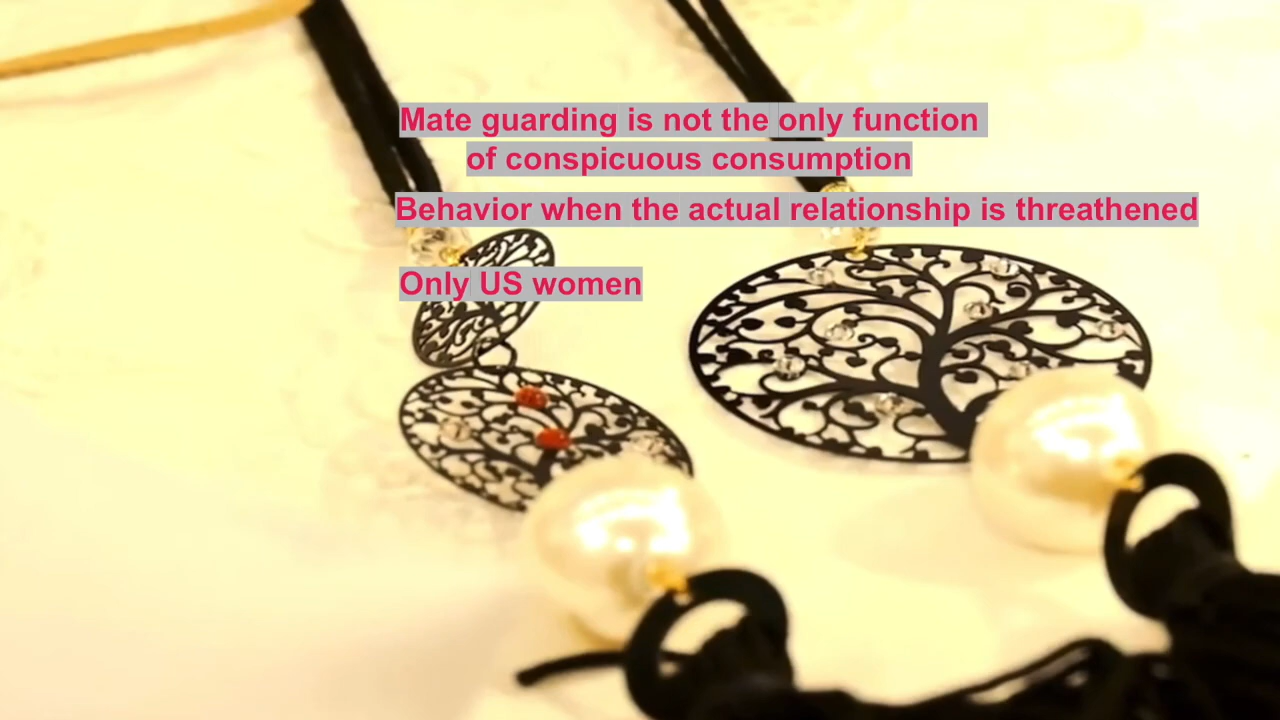 Mate guarding is not the only function
of conspicuous consumption
Behavior when the actual relationship is threathened
Only US women